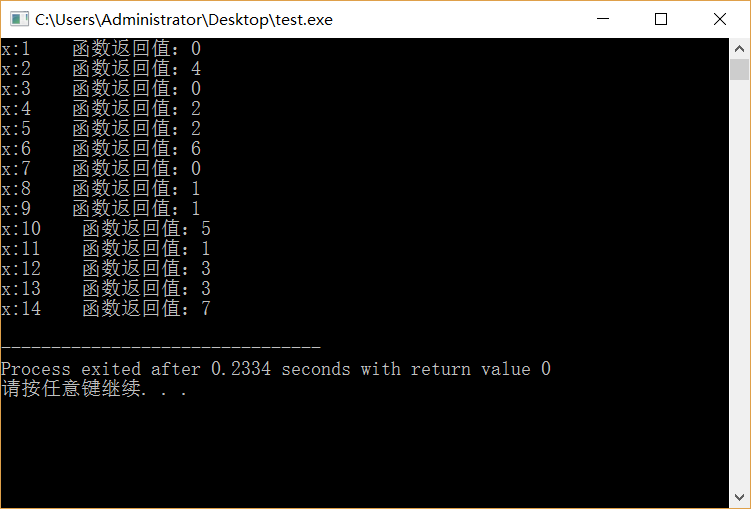 C:\Users\Administrator\Desktop\test.exe
x:1    函数返回值：0
x:2    函数返回值：4
x:3    函数返回值：0
x:4    函数返回值：2
x:5    函数返回值：2
x:6    函数返回值：6
x:7    函数返回值：0
x:8    函数返回值：1
x:9    函数返回值：1
x:10    函数返回值：5
x:11    函数返回值：1
x:12    函数返回值：3
x:13    函数返回值：3
x:14    函数返回值：7
--------------------------------
Process exited after 0.2334 seconds with return value 0
请按任意键继续. . .